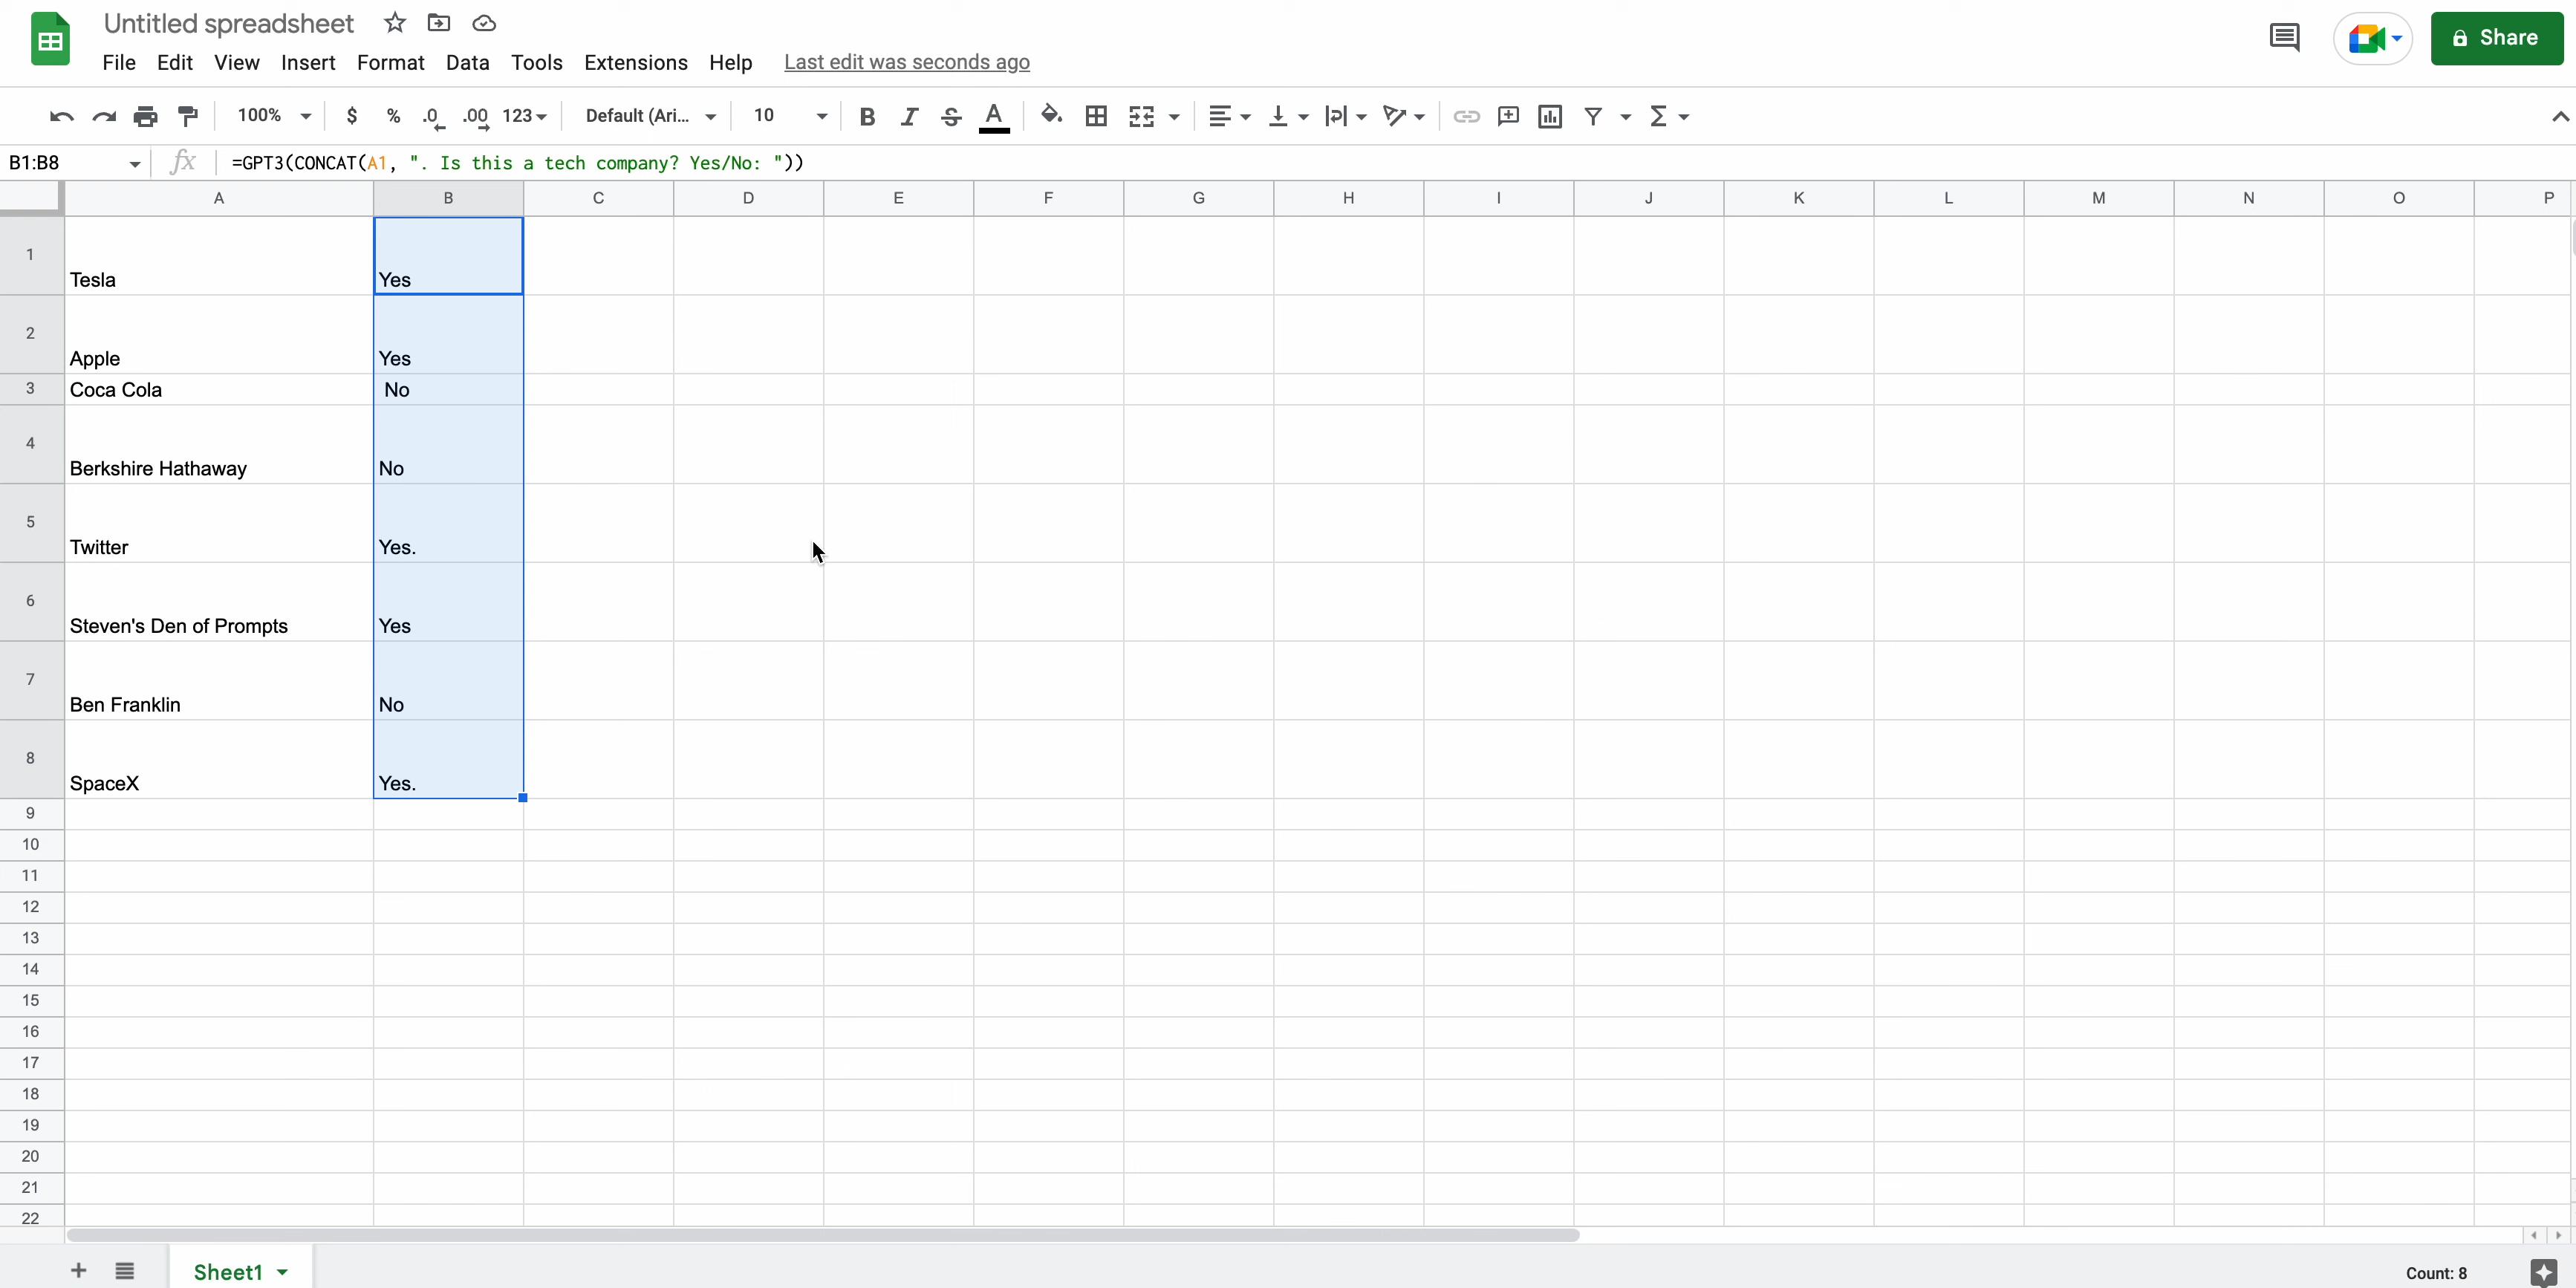 Untitled spreadsheet
File Edit View Insert Format Data Tools Extensions Help Last edit was seconds ago
Share
100% $ % .0 .00 123 Default (Ari... 10 B I S A
B1:B8 fx =GPT3(CONCAT(A1, ". Is this a tech company? Yes/No: "))
A B C D E F G H I J K L M N O P
1 Tesla Yes
2 Apple Yes
3 Coca Cola No
4 Berkshire Hathaway No
5 Twitter Yes.
6 Steven's Den of Prompts Yes
7 Ben Franklin No
8 SpaceX Yes.
9
10
11
12
13
14
15
16
17
18
19
20
21
22
Sheet1 Count: 8